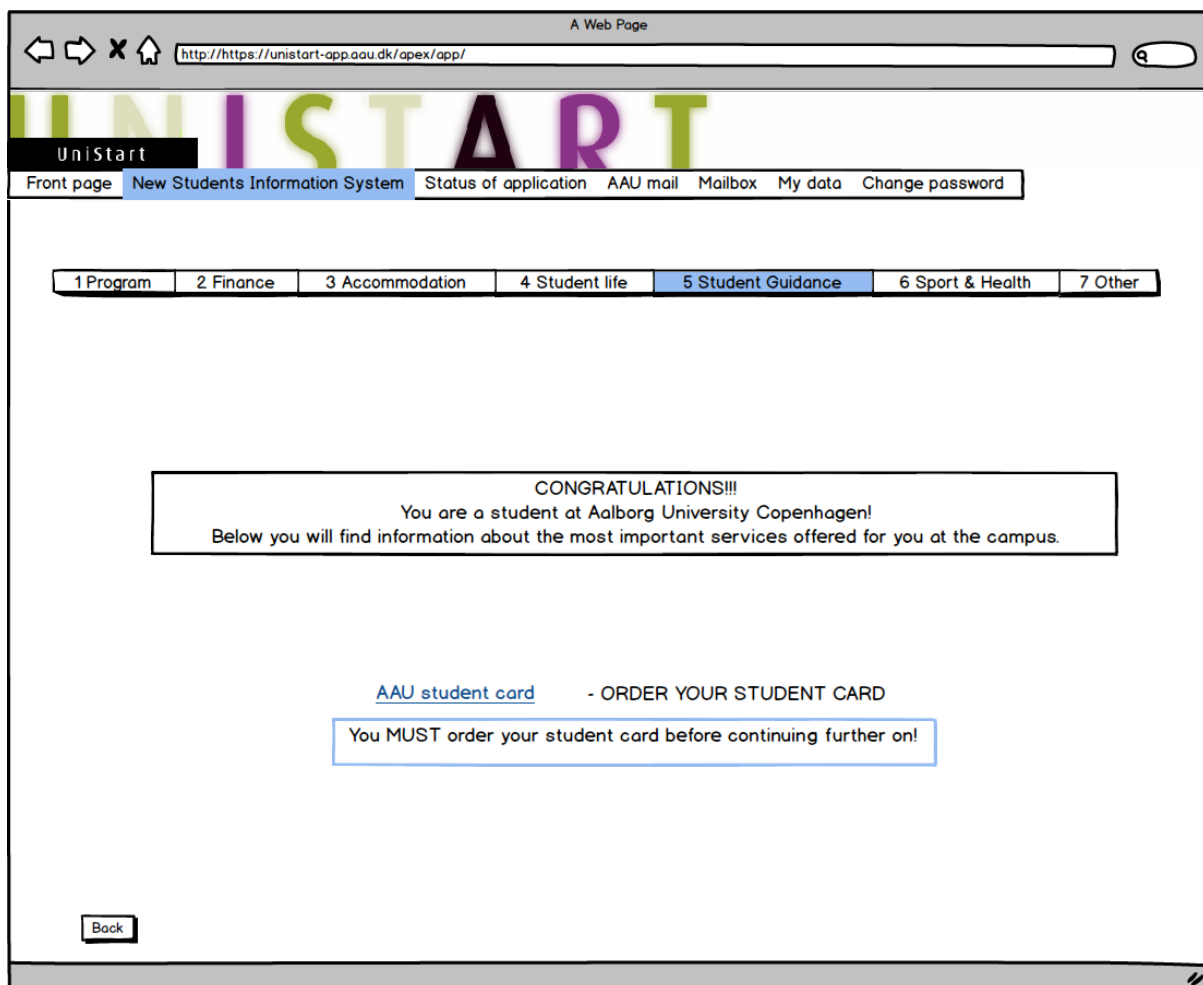 A Web Page
http://https://unistart-app.aau.dk/apex/app/
UNISTART
UniStart
Front page New Students Information System Status of application AAU mail Mailbox My data Change password
1 Program 2 Finance 3 Accommodation 4 Student life 5 Student Guidance 6 Sport & Health 7 Other
CONGRATULATIONS!!!
You are a student at Aalborg University Copenhagen!
Below you will find information about the most important services offered for you at the campus.
AAU student card - ORDER YOUR STUDENT CARD
You MUST order your student card before continuing further on!
Back